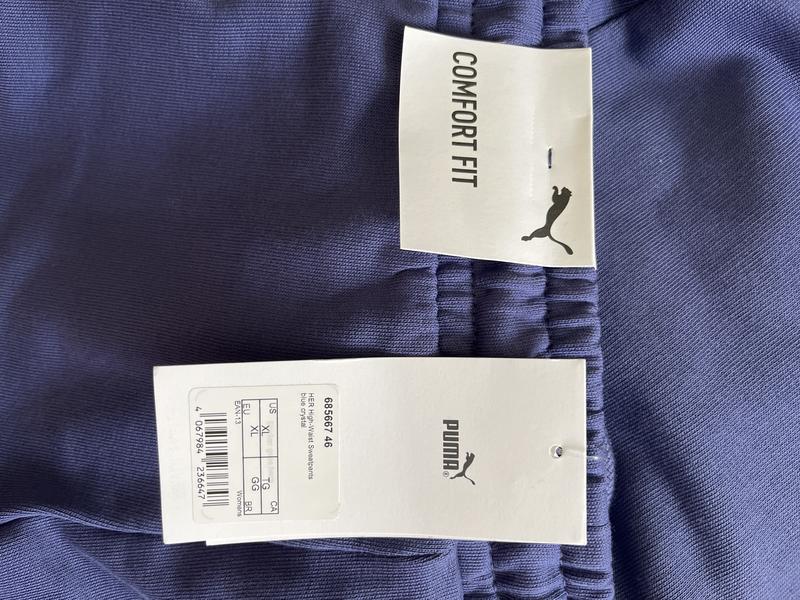 COMFORT FIT
PUMA®
685667 46
HER High-Waist Sweatpants
blue crystal
US XL TG CA
EU XL GG BR
EAN-13 Womens
4 067984 236647